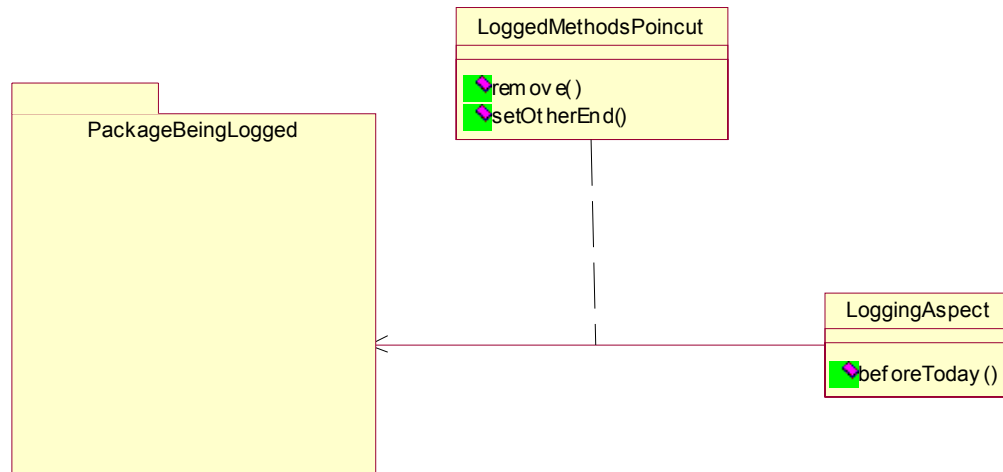 LoggedMethodsPoincut
remove()
setOtherEnd()
PackageBeingLogged
LoggingAspect
beforeToday()